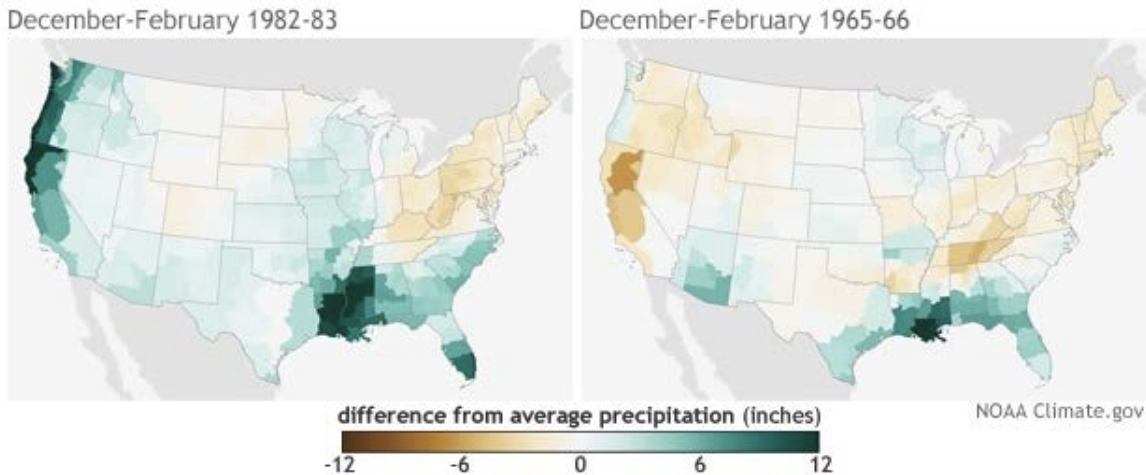 December-February 1982-83
December-February 1965-66
difference from average precipitation (inches)
NOAA Climate.gov
-12 -6 0 6 12